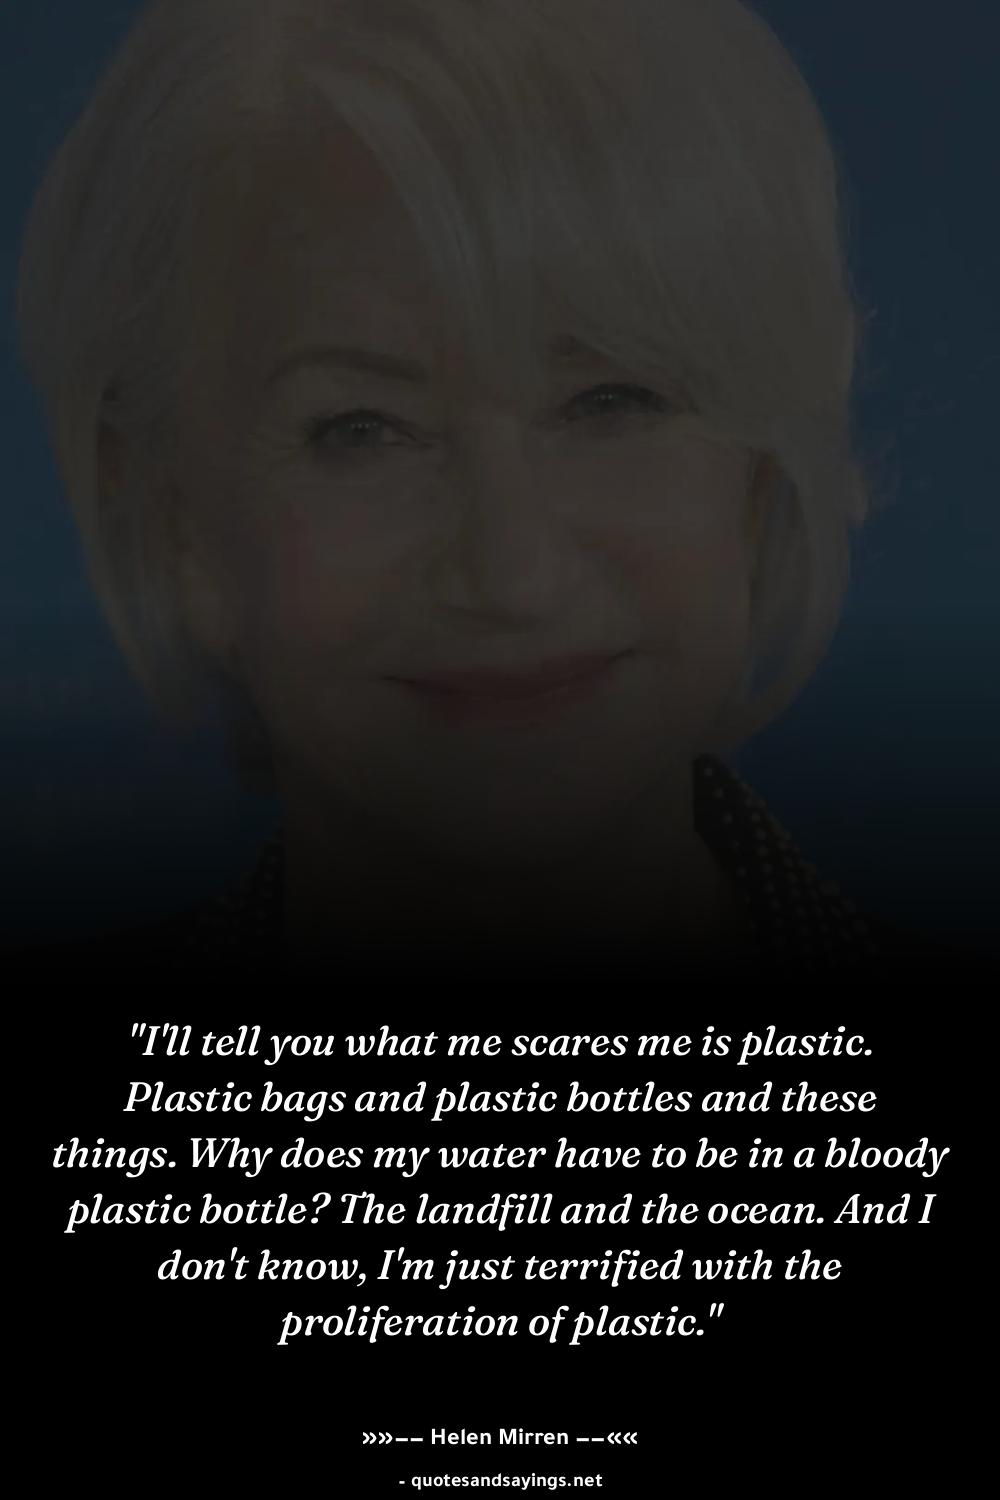 "I'll tell you what me scares me is plastic.
Plastic bags and plastic bottles and these
things. Why does my water have to be in a bloody
plastic bottle? The landfill and the ocean. And I
don't know, I'm just terrified with the
proliferation of plastic."
»»—— Helen Mirren ——««
- quotesandsayings.net